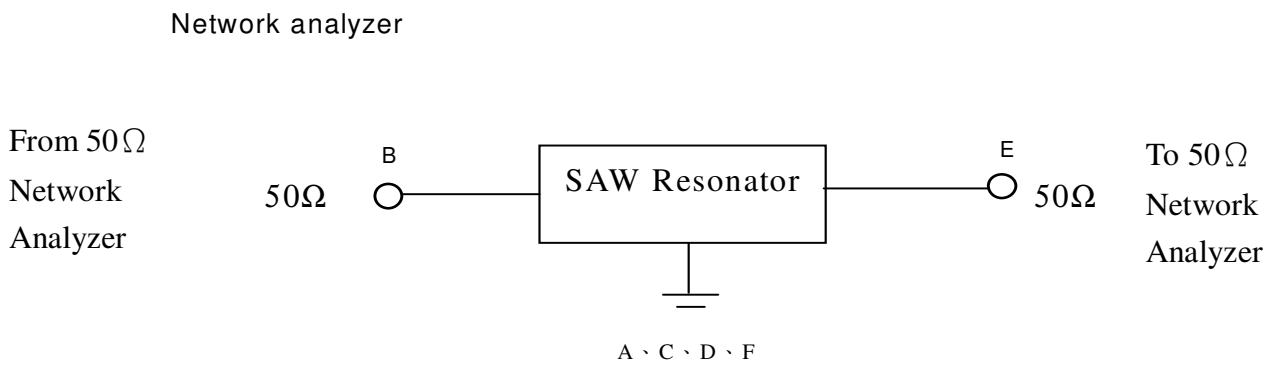 Network analyzer
From 50Ω
Network
Analyzer
50Ω
B
SAW Resonator
E
50Ω
To 50Ω
Network
Analyzer
A、C、D、F